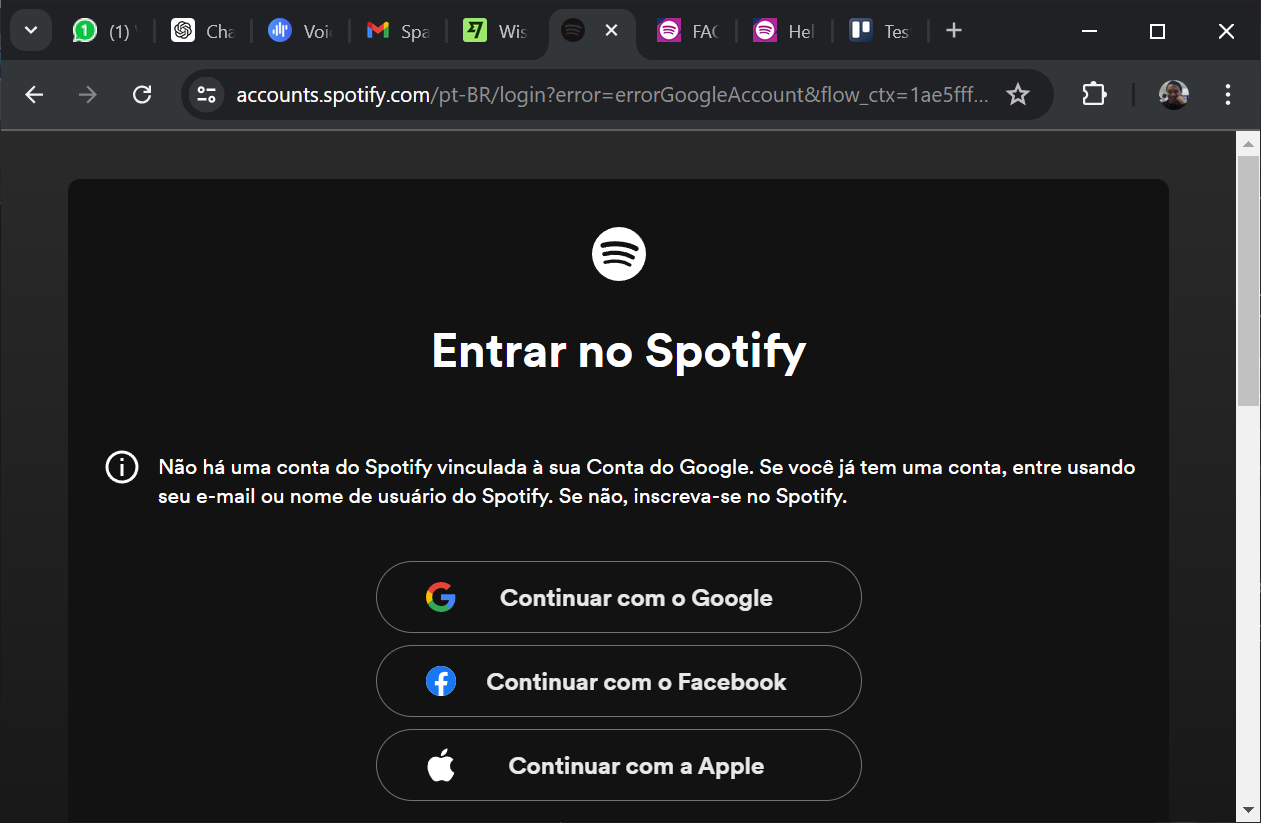 (1)
Cha
Voi
Spa
Wis
FAC
Hel
Tes
accounts.spotify.com/pt-BR/login?error=errorGoogleAccount&flow_ctx=1ae5fff...
Entrar no Spotify
Não há uma conta do Spotify vinculada à sua Conta do Google. Se você já tem uma conta, entre usando
seu e-mail ou nome de usuário do Spotify. Se não, inscreva-se no Spotify.
Continuar com o Google
Continuar com o Facebook
Continuar com a Apple